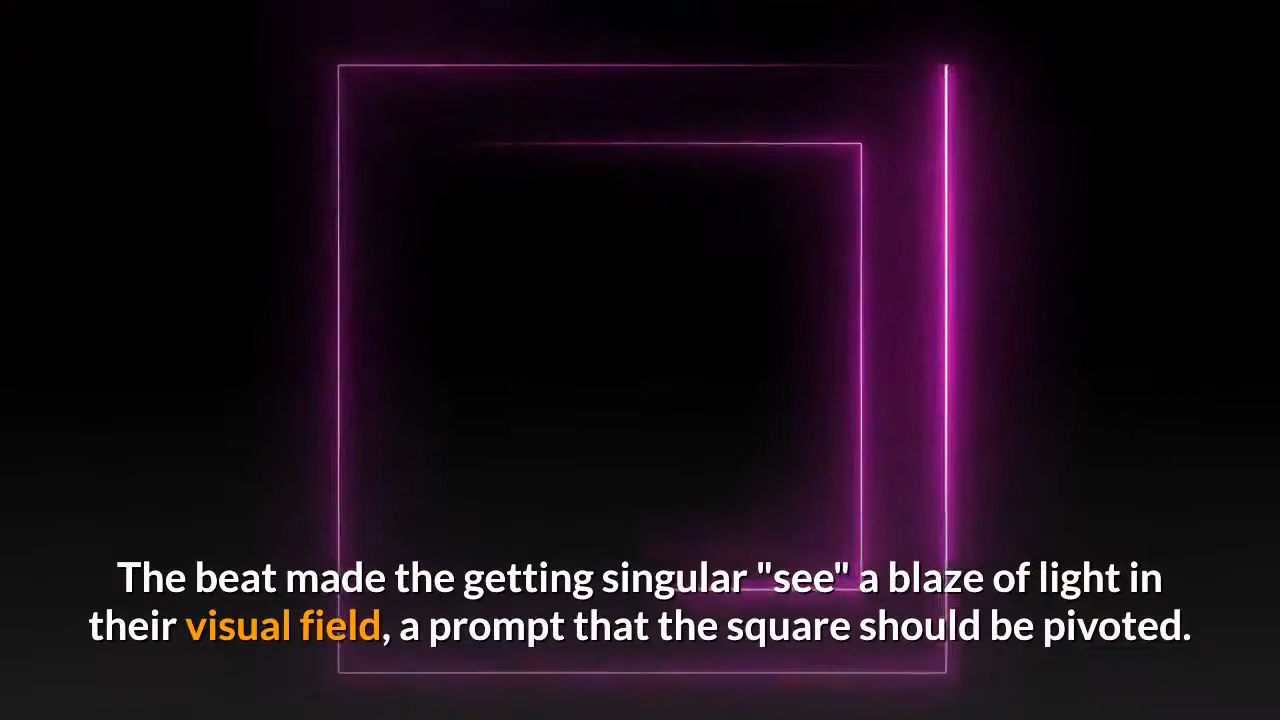 The beat made the getting singular "see" a blaze of light in
their visual field, a prompt that the square should be pivoted.